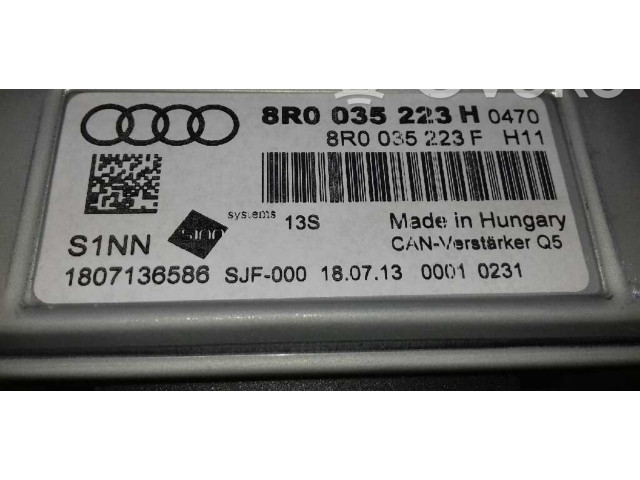 8R0 035 223 H 0470
8R0 035 223 F H11
systems 13S
Made in Hungary
S1NN
CAN-Verstärker Q5
1807136586 SJF-000 18.07.13 0001 0231